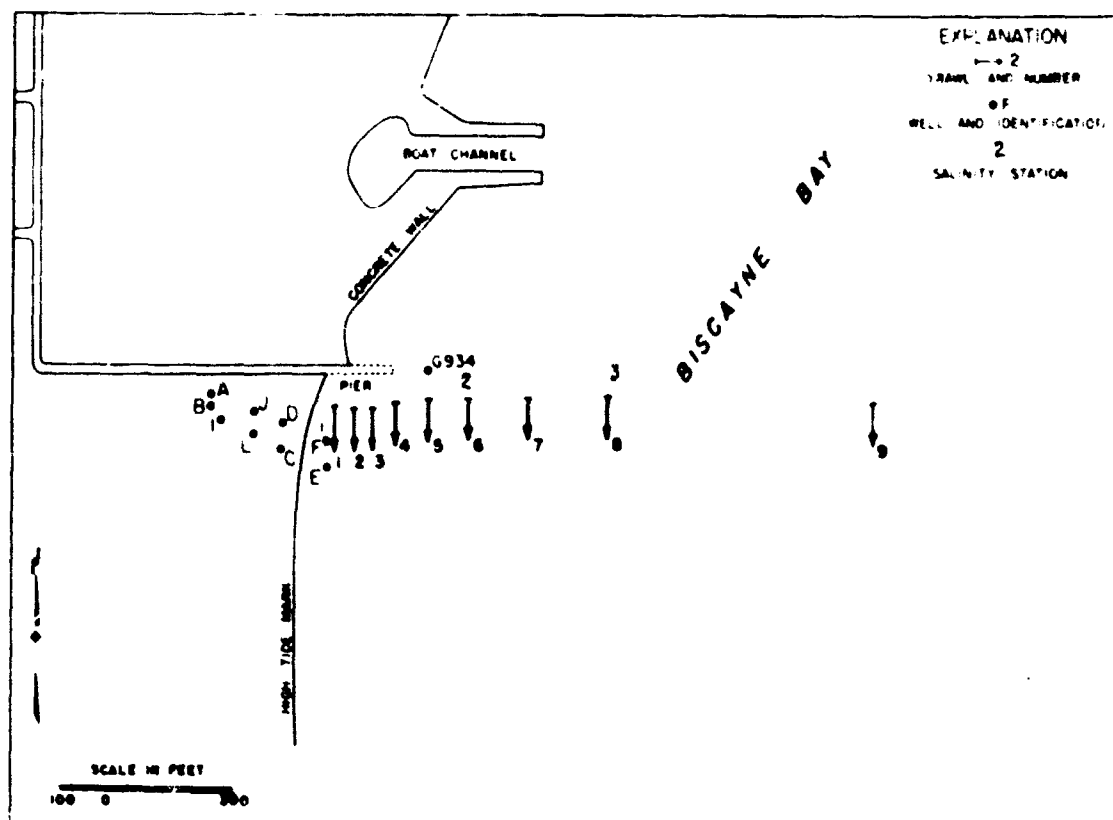 EXPLANATION
2
TRAWL AND NUMBER
F
WELL AND IDENTIFICATION
2
SALINITY STATION
BOAT CHANNEL
BISCAYNE BAY
CONCRETE WALL
G934
PIER
2
3
A
B
J
D
I
L
C
F
E
1
2
3
4
5
6
7
8
9
HIGH TIDE MARK
SCALE IN FEET
100 0